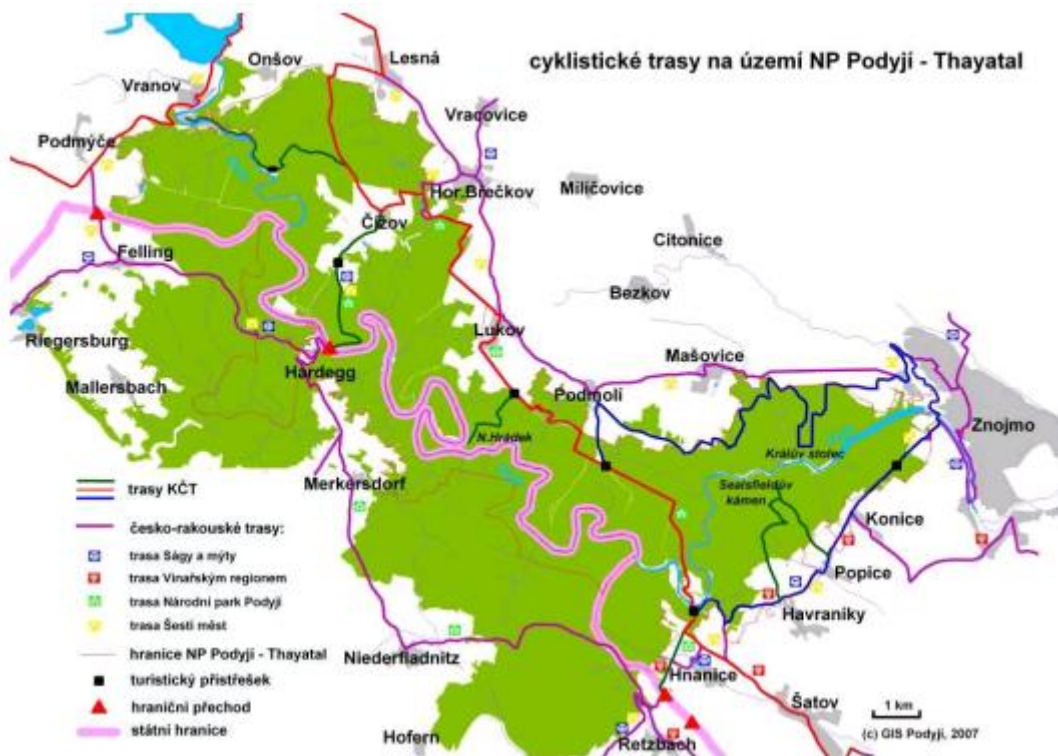 cyklistické trasy na území NP Podyjí - Thayatal
Onšov
Lesná
Vranov
Vracovice
Podmýče
Hor.Břečkov
Milíčovice
Čížov
Citonice
Felling
Bezkov
Lukov
Riegersburg
Mašovice
Hardegg
Mallersbach
Podmolí
Znojmo
N.Hrádek
Králův stolec
Merkersdorf
Sealsfieldův
kámen
Konice
Popice
Havraníky
Niederfladnitz
Hnanice
Šatov
Hofern
Retzbach
trasy KČT
česko-rakouské trasy:
trasa Ságy a mýty
trasa Vinařským regionem
trasa Národní park Podyjí
trasa Šesti měst
hranice NP Podyjí - Thayatal
turistický přístřešek
hraniční přechod
státní hranice
1 km
(c) GIS Podyjí, 2007